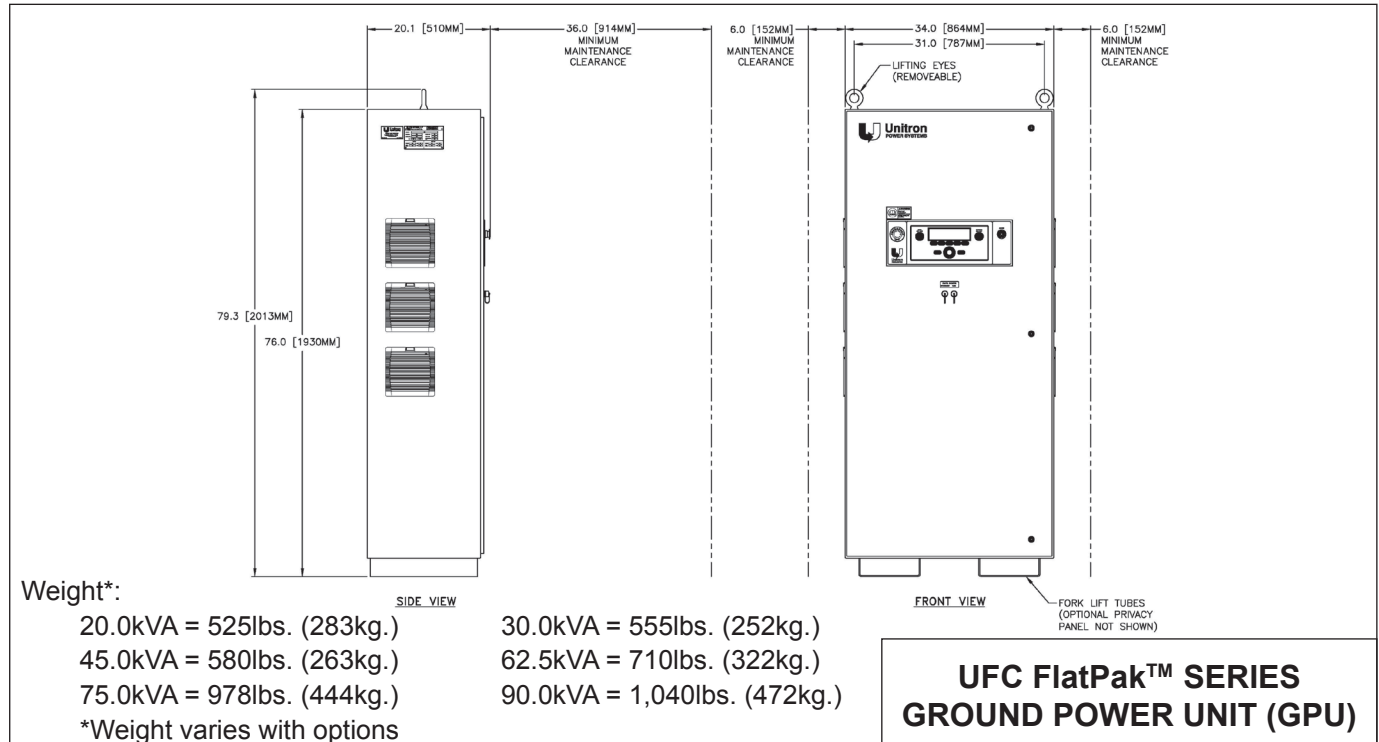 20.1 [510MM]
36.0 [914MM]
MINIMUM
MAINTENANCE
CLEARANCE
6.0 [152MM]
MINIMUM
MAINTENANCE
CLEARANCE
34.0 [864MM]
31.0 [787MM]
6.0 [152MM]
MINIMUM
MAINTENANCE
CLEARANCE
LIFTING EYES
(REMOVEABLE)
Unitron
POWER SYSTEMS
79.3 [2013MM]
76.0 [1930MM]
SIDE VIEW
FRONT VIEW
FORK LIFT TUBES
(OPTIONAL PRIVACY
PANEL NOT SHOWN)
Weight*:
20.0kVA = 525lbs. (283kg.)
30.0kVA = 555lbs. (252kg.)
45.0kVA = 580lbs. (263kg.)
62.5kVA = 710lbs. (322kg.)
75.0kVA = 978lbs. (444kg.)
90.0kVA = 1,040lbs. (472kg.)
*Weight varies with options
UFC FlatPak™ SERIES
GROUND POWER UNIT (GPU)